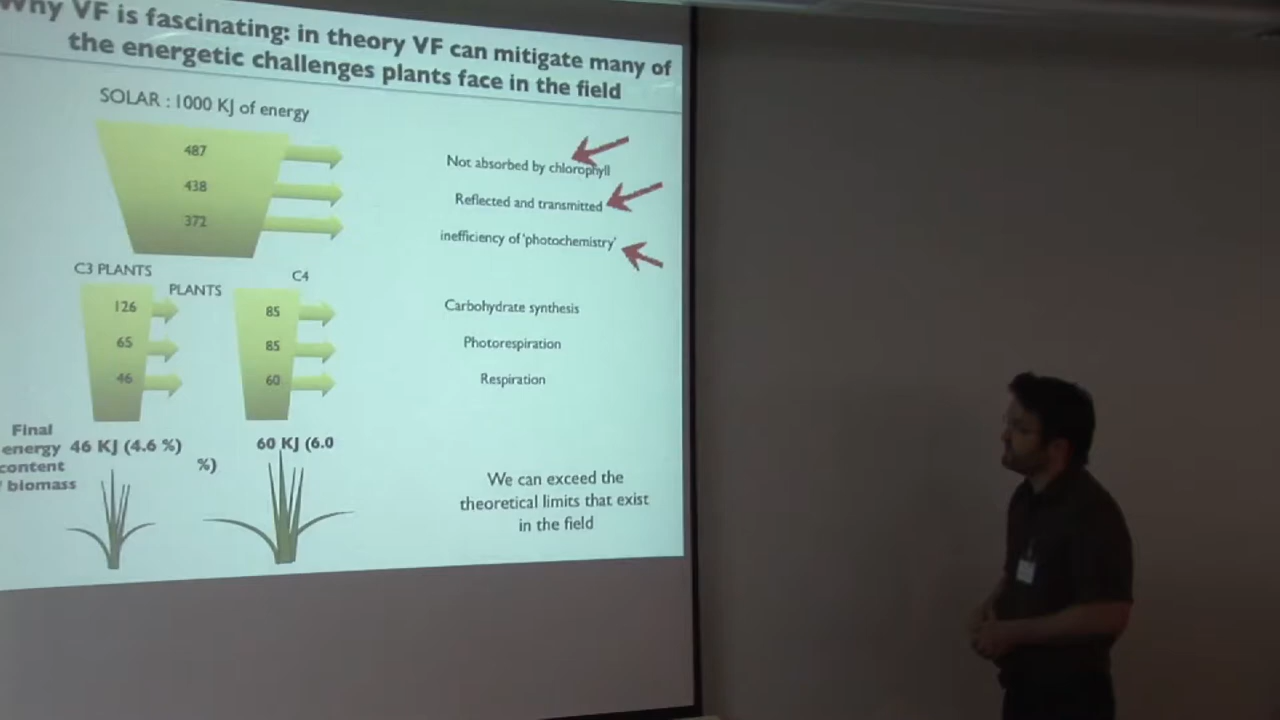 Why VF is fascinating: in theory VF can mitigate many of
the energetic challenges plants face in the field
SOLAR : 1000 KJ of energy
487
Not absorbed by chlorophyll
438
Reflected and transmitted
372
inefficiency of 'photochemistry'
C3 PLANTS
C4
PLANTS
126
85
Carbohydrate synthesis
65
85
Photorespiration
46
60
Respiration
Final
energy
content
biomass
46 KJ (4.6 %)
60 KJ (6.0
%)
We can exceed the
theoretical limits that exist
in the field